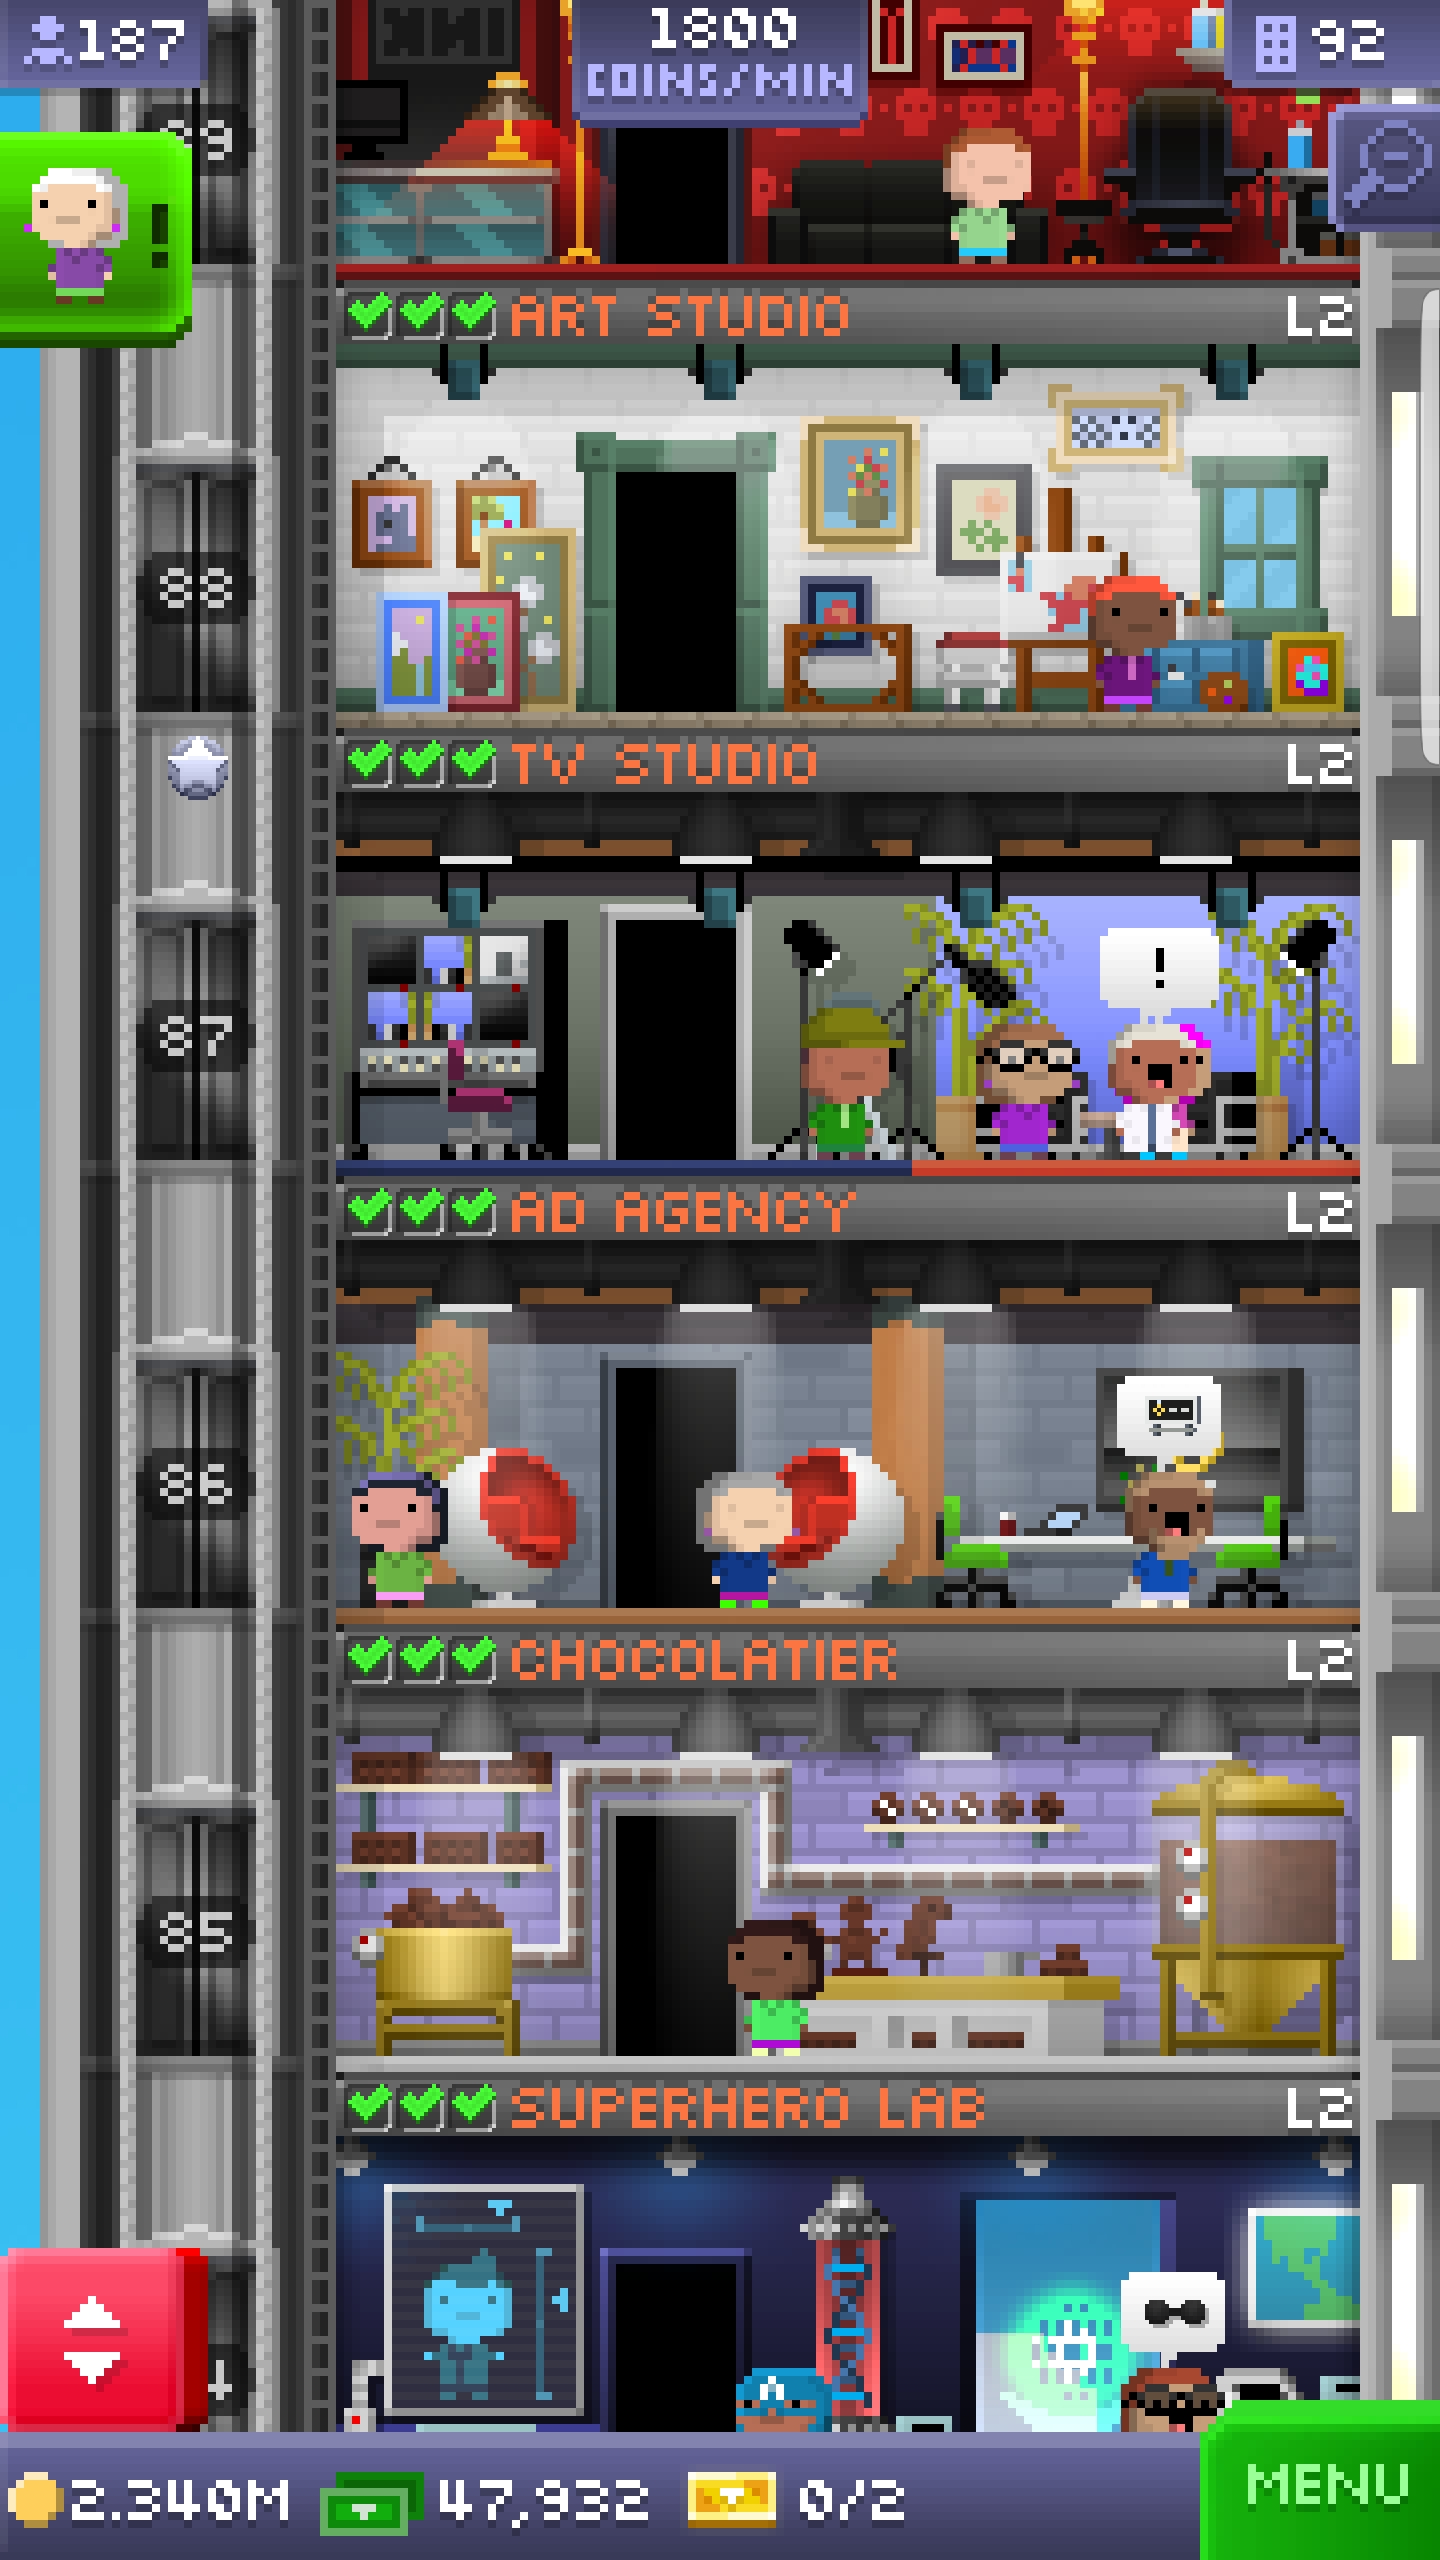 187
1800
COINS/MIN
92
!
ART STUDIO L2
88
TV STUDIO L2
!
87
AD AGENCY L2
86
CHOCOLATIER L2
85
SUPERHERO LAB L2
2.340M 47,932 0/2
MENU